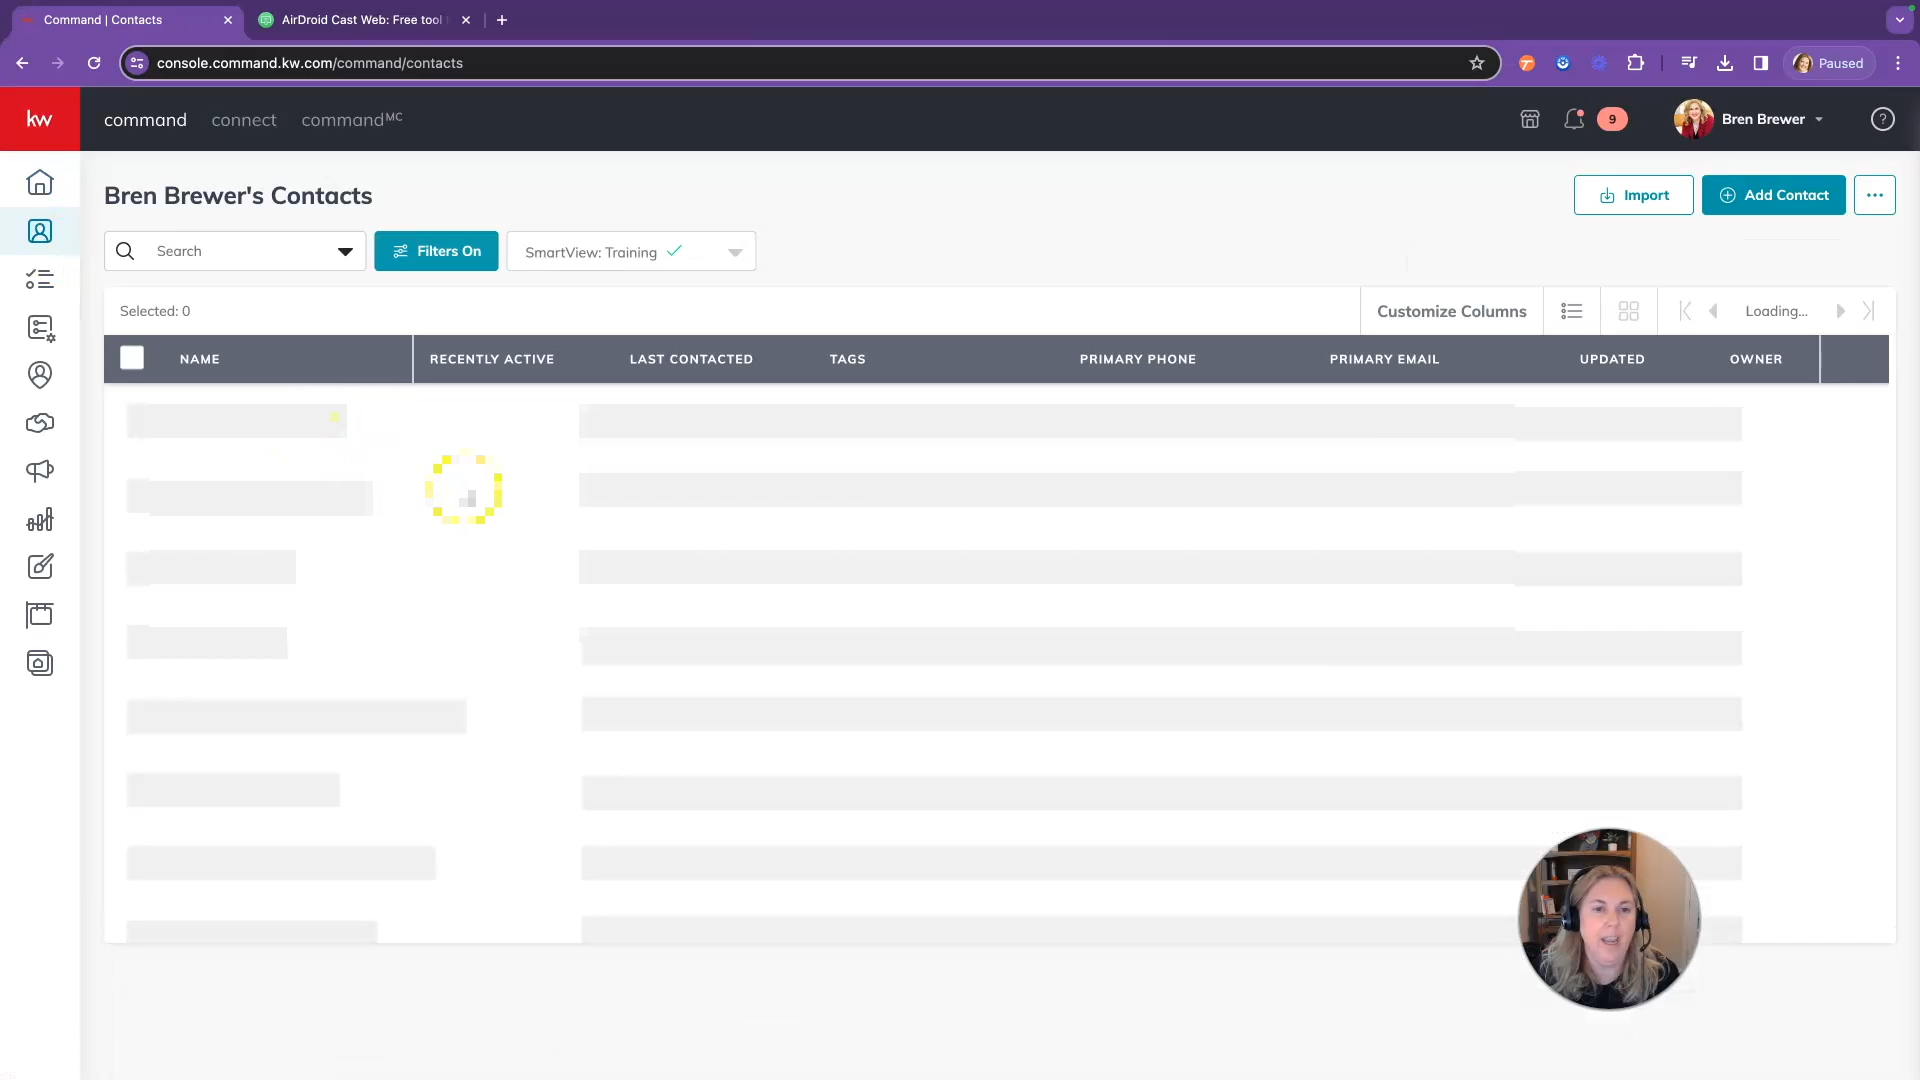 Command | Contacts
AirDroid Cast Web: Free tool
console.command.kw.com/command/contacts
Paused
kw
command
connect
commandMC
9
Bren Brewer
Bren Brewer's Contacts
Import
Add Contact
Search
Filters On
SmartView: Training
Selected: 0
Customize Columns
Loading...
NAME
RECENTLY ACTIVE
LAST CONTACTED
TAGS
PRIMARY PHONE
PRIMARY EMAIL
UPDATED
OWNER